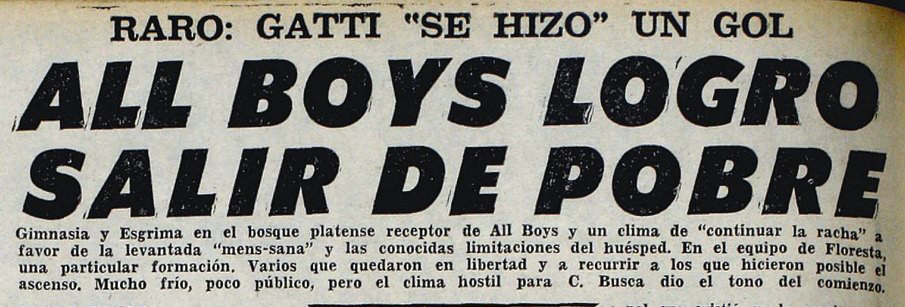 RARO: GATTI "SE HIZO" UN GOL
ALL BOYS LOGRO
SALIR DE POBRE
Gimnasia y Esgrima en el bosque platense receptor de All Boys y un clima de "continuar la racha" a
favor de la levantada "mens-sana" y las conocidas limitaciones del huésped. En el equipo de Floresta,
una particular formación. Varios que quedaron en libertad y a recurrir a los que hicieron posible el
ascenso. Mucho frío, poco público, pero el clima hostil para C. Busca dio el tono del comienzo.